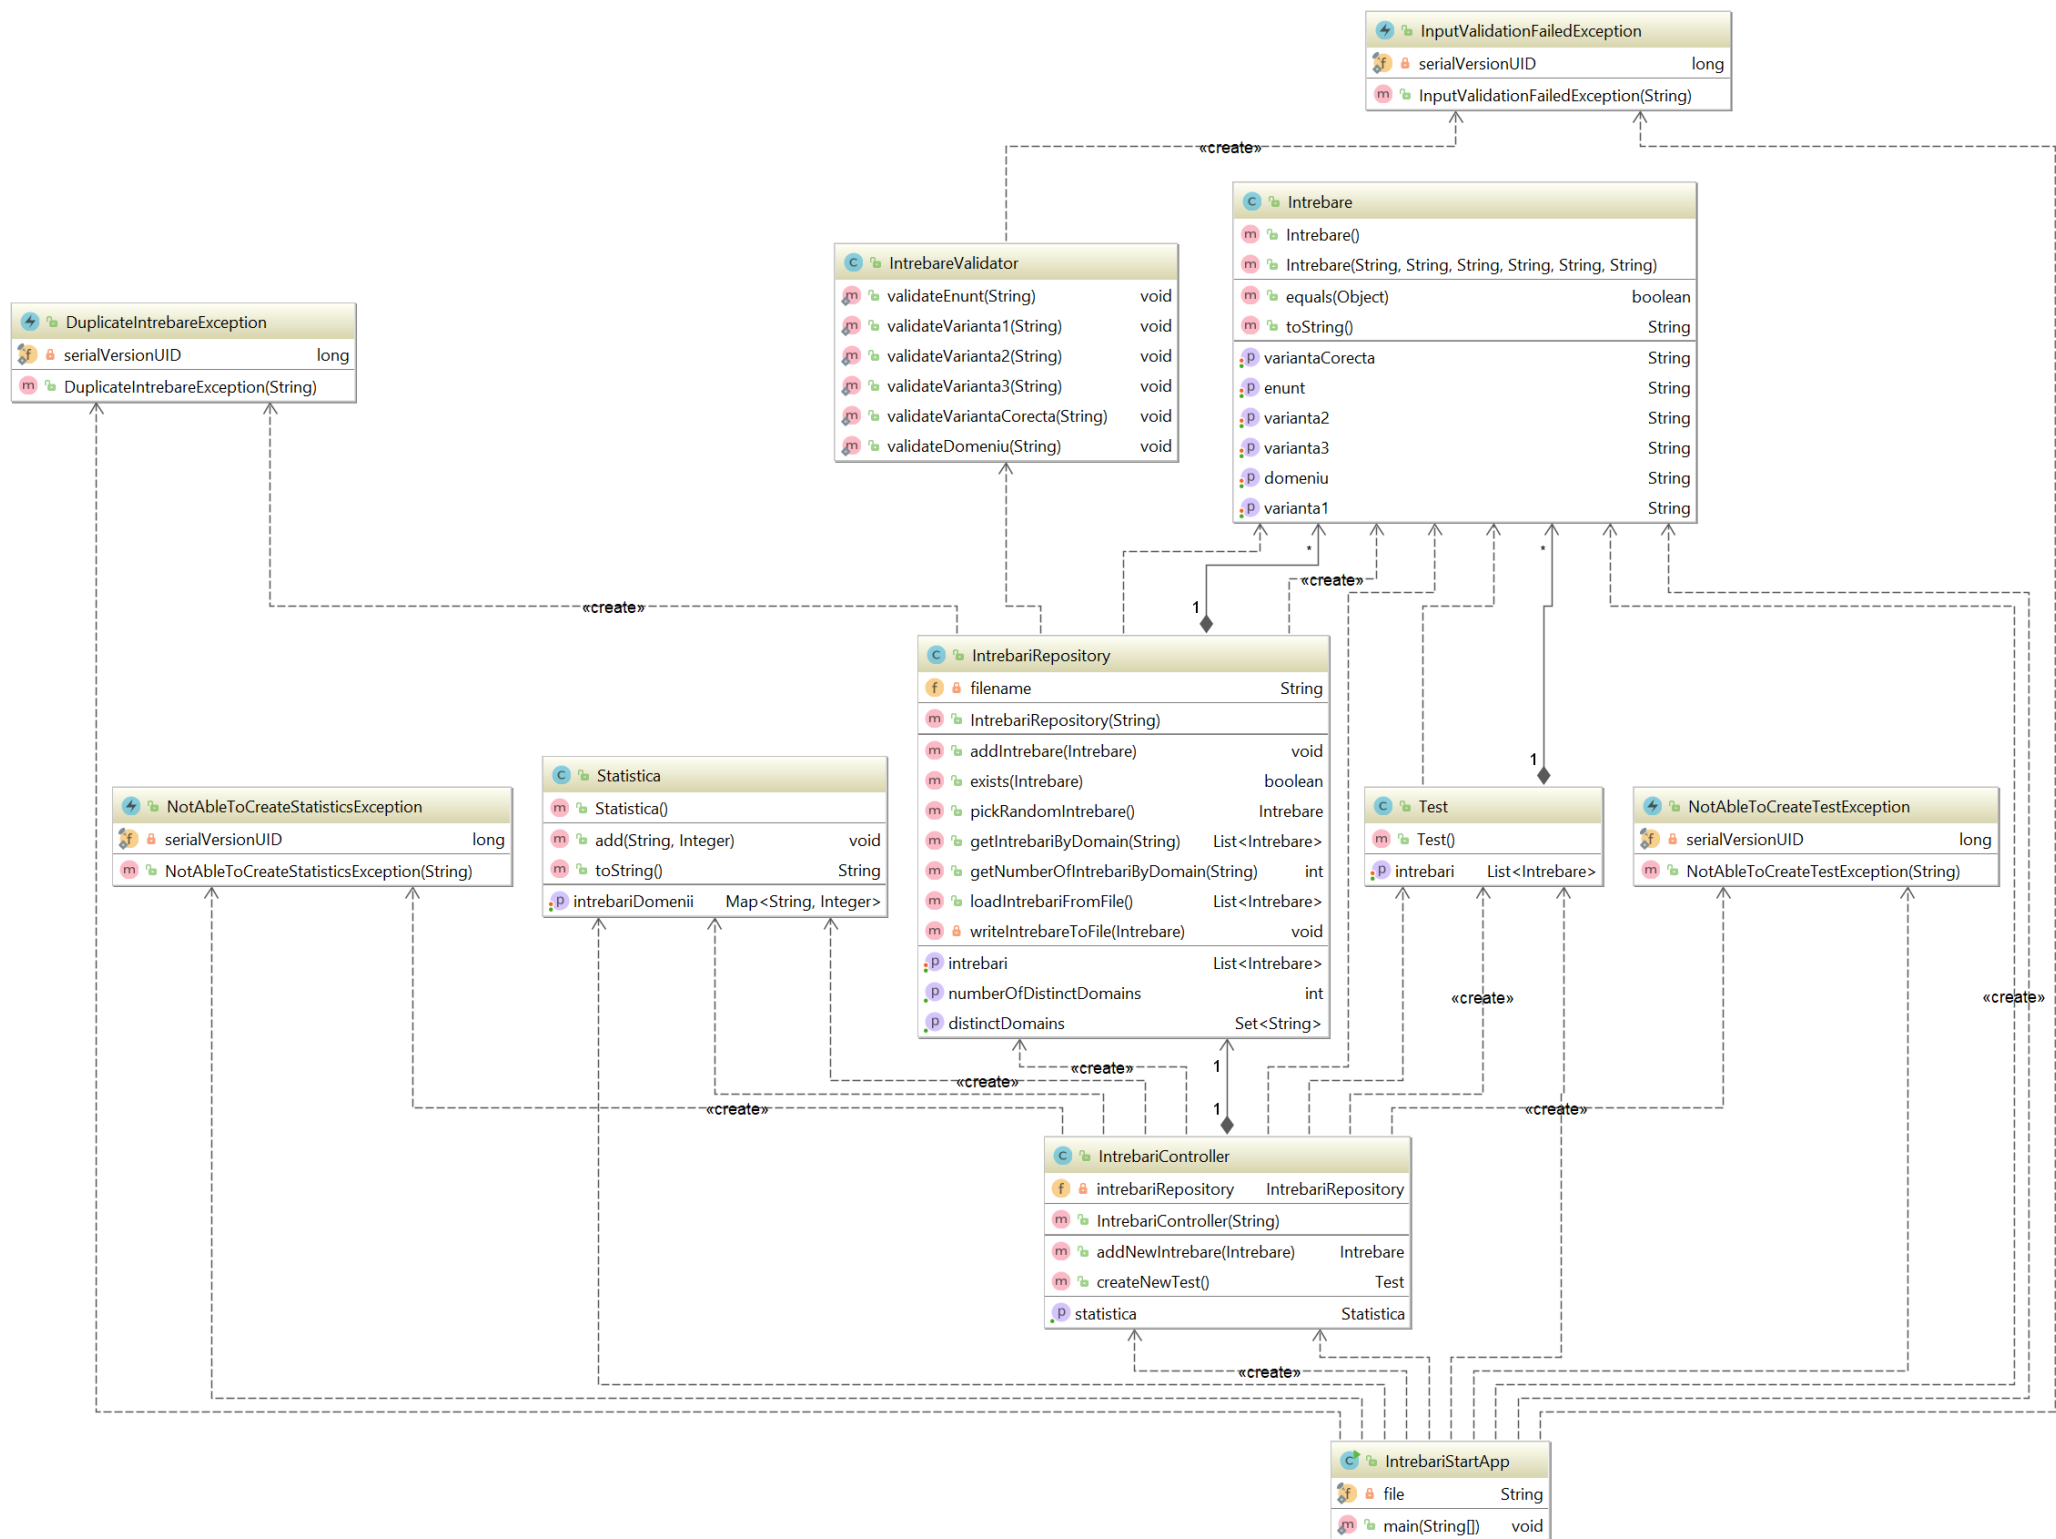 InputValidationFailedException
serialVersionUID long
InputValidationFailedException(String)
«create»
Intrebare
Intrebare()
Intrebare(String, String, String, String, String, String)
equals(Object) boolean
toString() String
variantaCorecta String
enunt String
varianta2 String
varianta3 String
domeniu String
varianta1 String
IntrebareValidator
validateEnunt(String) void
validateVarianta1(String) void
validateVarianta2(String) void
validateVarianta3(String) void
validateVariantaCorecta(String) void
validateDomeniu(String) void
DuplicateIntrebareException
serialVersionUID long
DuplicateIntrebareException(String)
* *
«create»
«create»
1
IntrebariRepository
filename String
IntrebariRepository(String)
addIntrebare(Intrebare) void
exists(Intrebare) boolean
pickRandomIntrebare() Intrebare
getIntrebariByDomain(String) List<Intrebare>
getNumberOfIntrebariByDomain(String) int
loadIntrebariFromFile() List<Intrebare>
writeIntrebareToFile(Intrebare) void
intrebari List<Intrebare>
numberOfDistinctDomains int
distinctDomains Set<String>
NotAbleToCreateStatisticsException
serialVersionUID long
NotAbleToCreateStatisticsException(String)
Statistica
Statistica()
add(String, Integer) void
toString() String
intrebariDomenii Map<String, Integer>
1
Test
Test()
intrebari List<Intrebare>
NotAbleToCreateTestException
serialVersionUID long
NotAbleToCreateTestException(String)
«create»
«create»
1
«create»
«create»
«create»
1
«create»
IntrebariController
intrebariRepository IntrebariRepository
IntrebariController(String)
addNewIntrebare(Intrebare) Intrebare
createNewTest() Test
statistica Statistica
«create»
IntrebariStartApp
file String
main(String[]) void